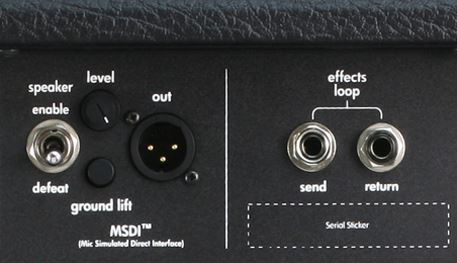 speaker
enable
level
out
defeat
ground lift
MSDI™
(Mic Simulated Direct Interface)
effects
loop
send
return
Serial Sticker